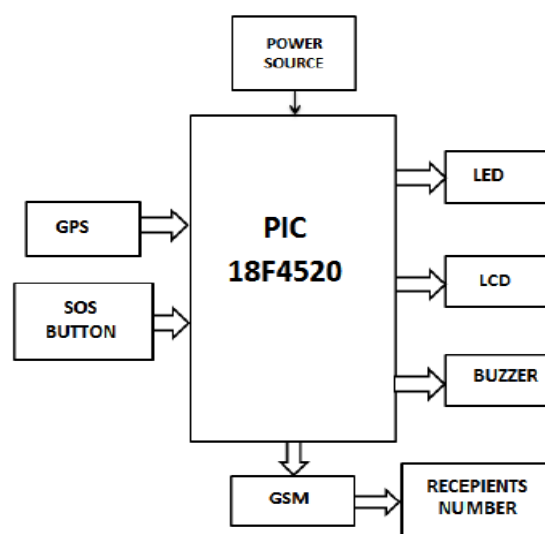 POWER
SOURCE
PIC
18F4520
GPS
SOS
BUTTON
LED
LCD
BUZZER
GSM
RECEPIENTS
NUMBER